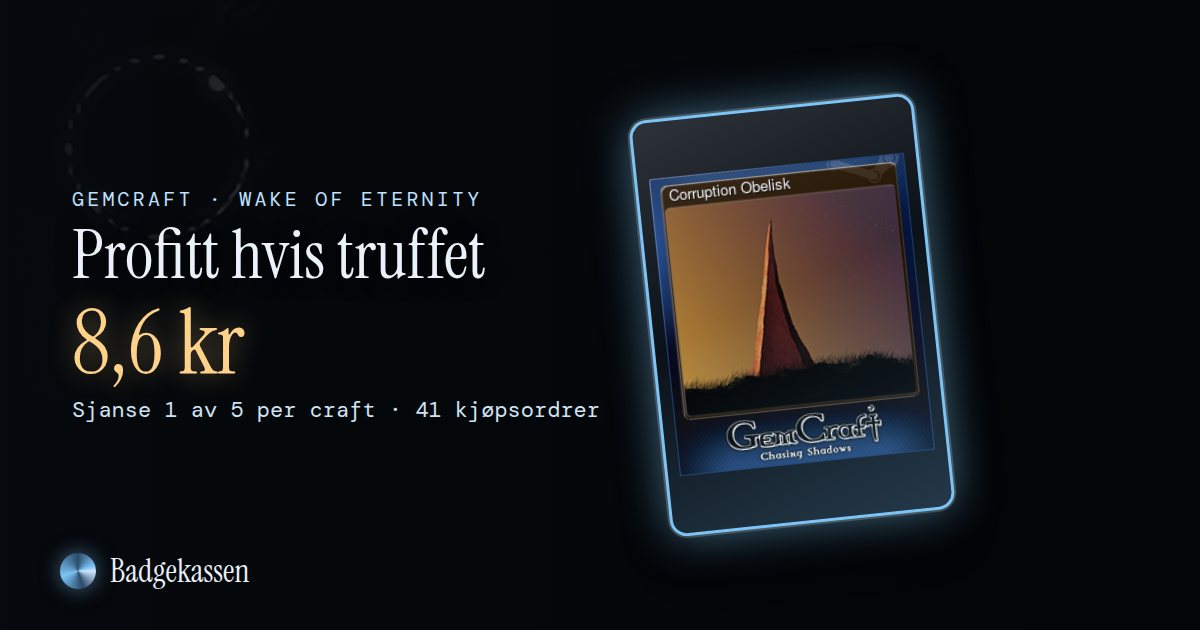 GEMCRAFT · WAKE OF ETERNITY
Profitt hvis truffet
8,6 kr
Sjanse 1 av 5 per craft · 41 kjøpsordrer
Badgekassen
Corruption Obelisk
GemCraft
Chasing Shadows